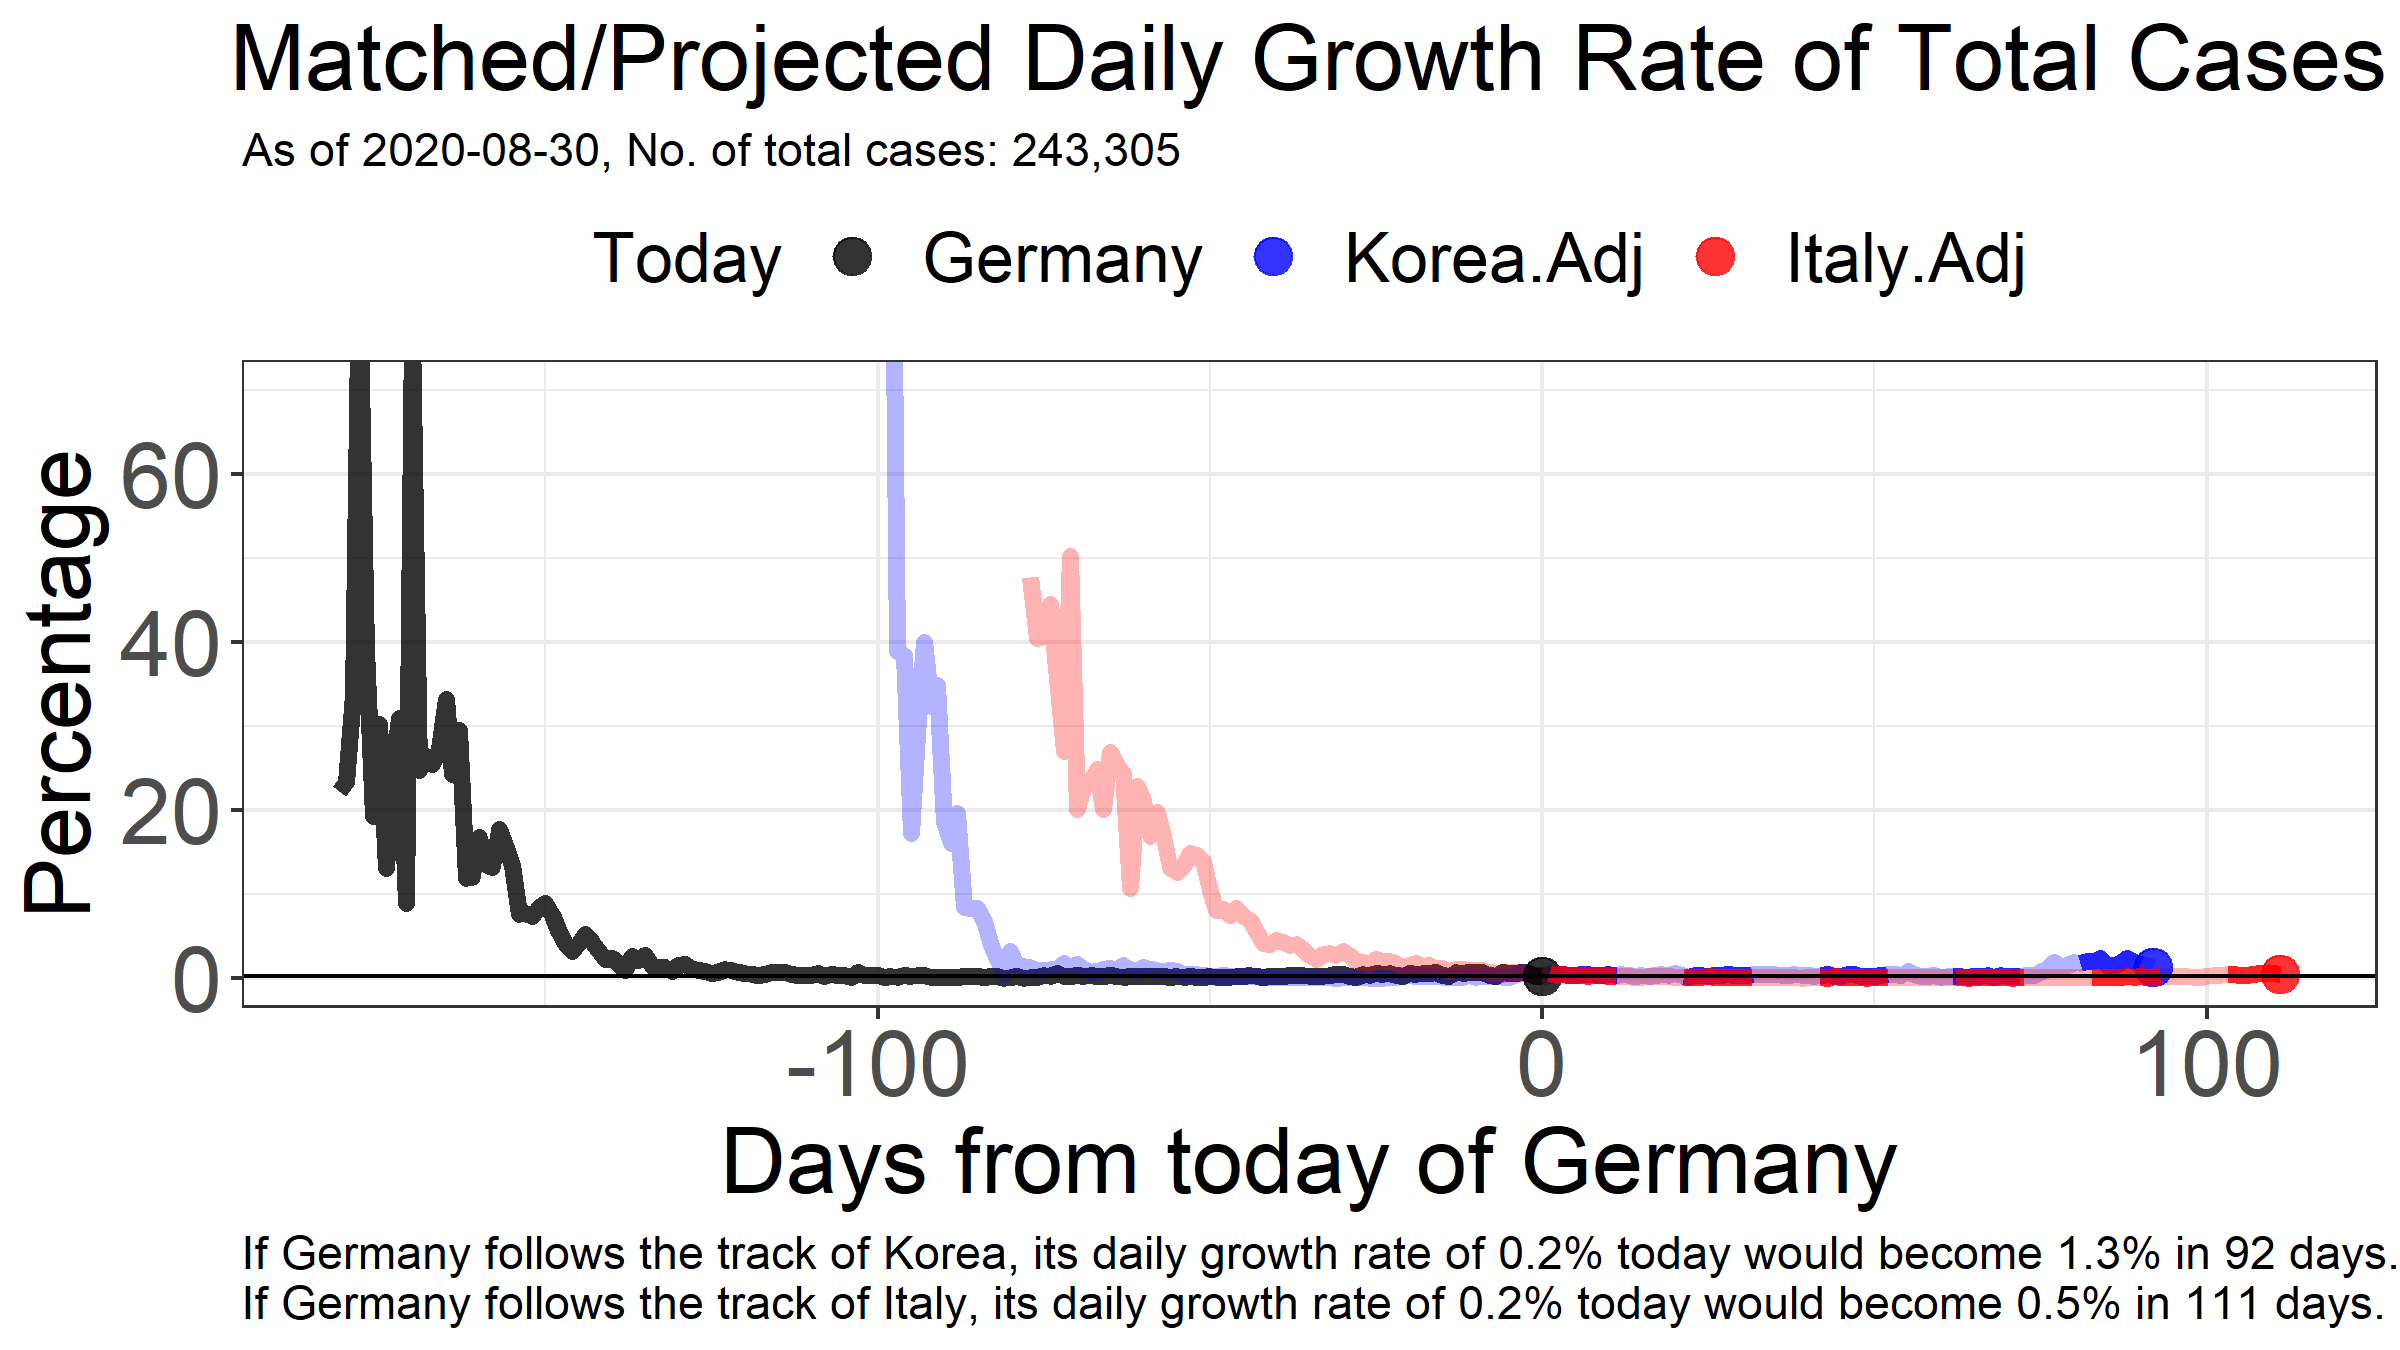 Matched/Projected Daily Growth Rate of Total Cases
As of 2020-08-30, No. of total cases: 243,305
Today Germany Korea.Adj Italy.Adj
Percentage
60
40
20
0
-100 0 100
Days from today of Germany
If Germany follows the track of Korea, its daily growth rate of 0.2% today would become 1.3% in 92 days.
If Germany follows the track of Italy, its daily growth rate of 0.2% today would become 0.5% in 111 days.